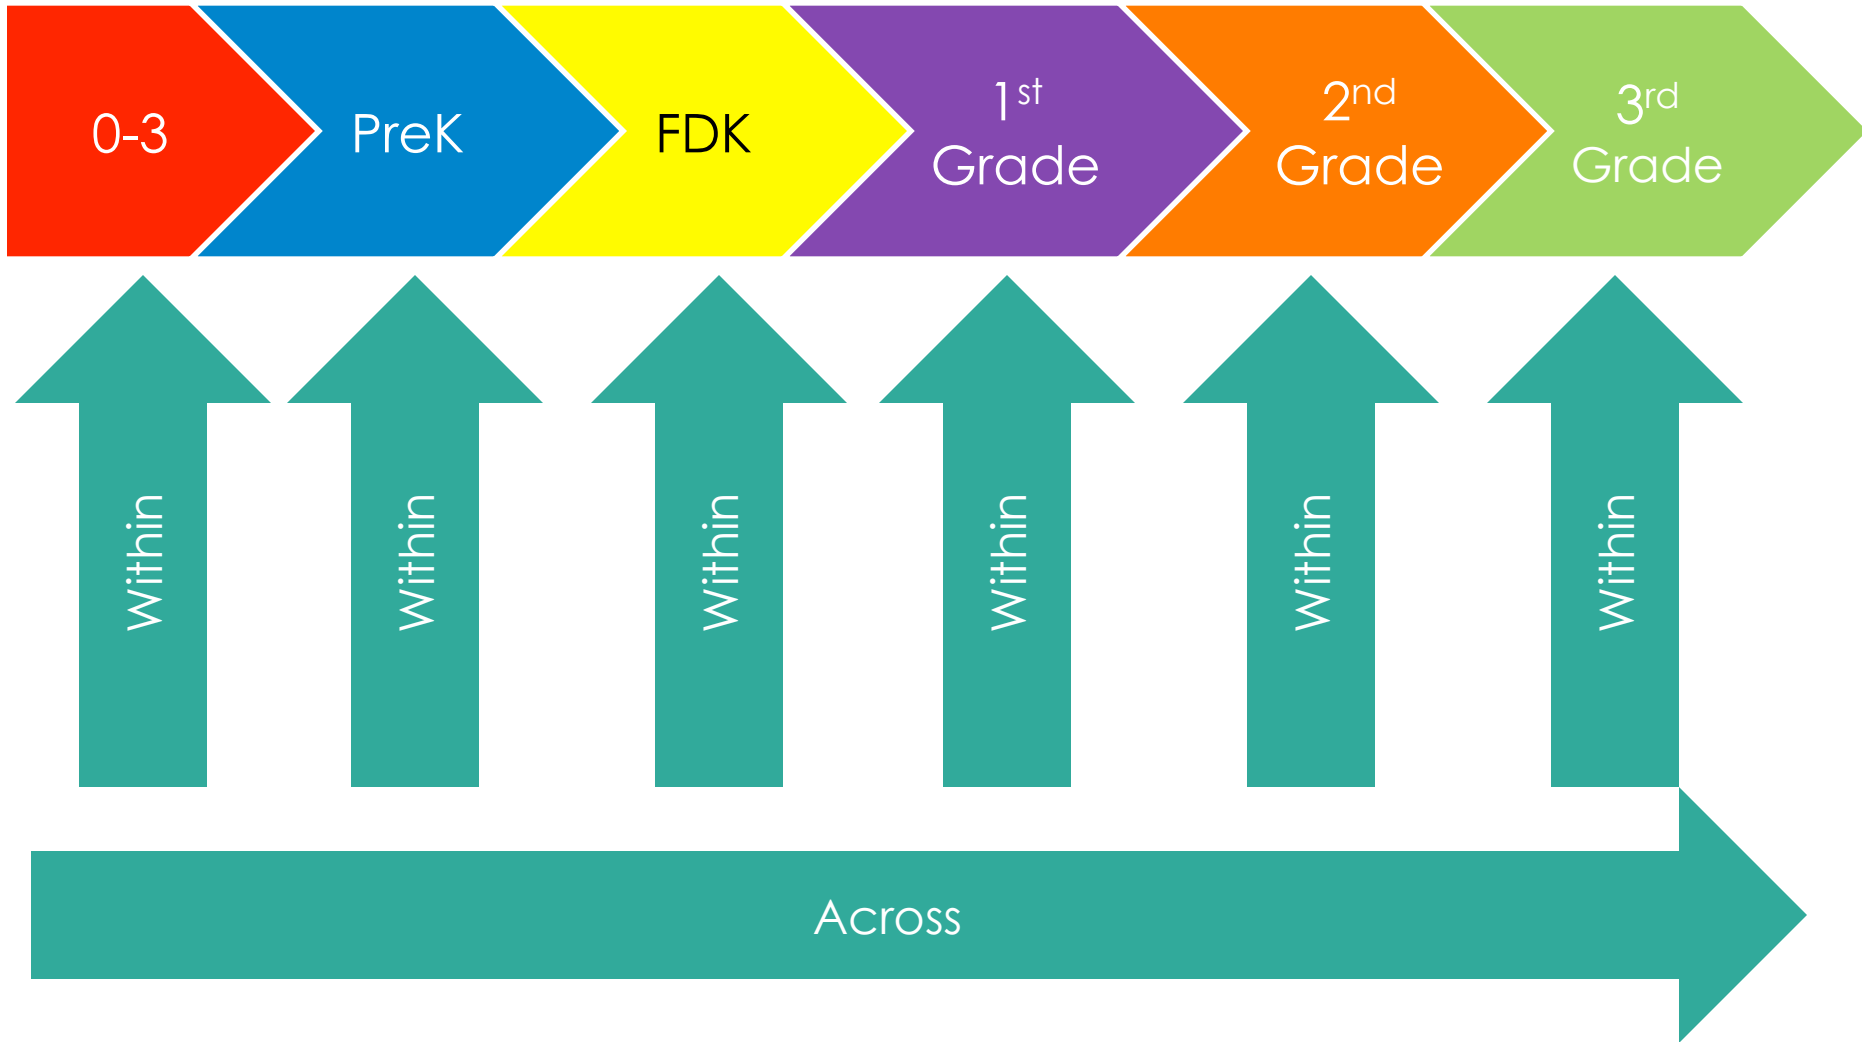 0-3
PreK
FDK
1st
Grade
2nd
Grade
3rd
Grade
Within
Within
Within
Within
Within
Within
Across